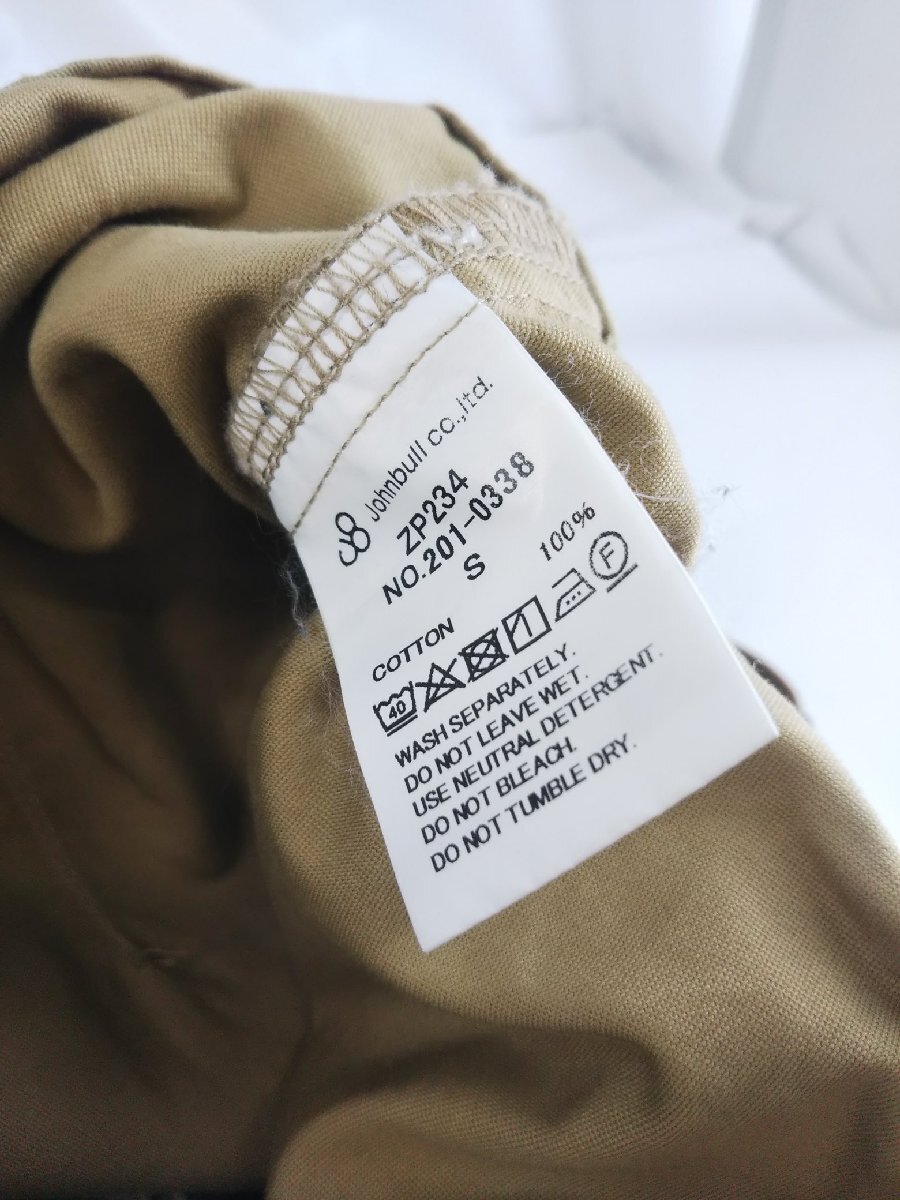 Johnbull co.,ltd.
ZP234
NO.201-0338
S
COTTON 100%
40 F
WASH SEPARATELY.
DO NOT LEAVE WET.
USE NEUTRAL DETERGENT.
DO NOT BLEACH.
DO NOT TUMBLE DRY.